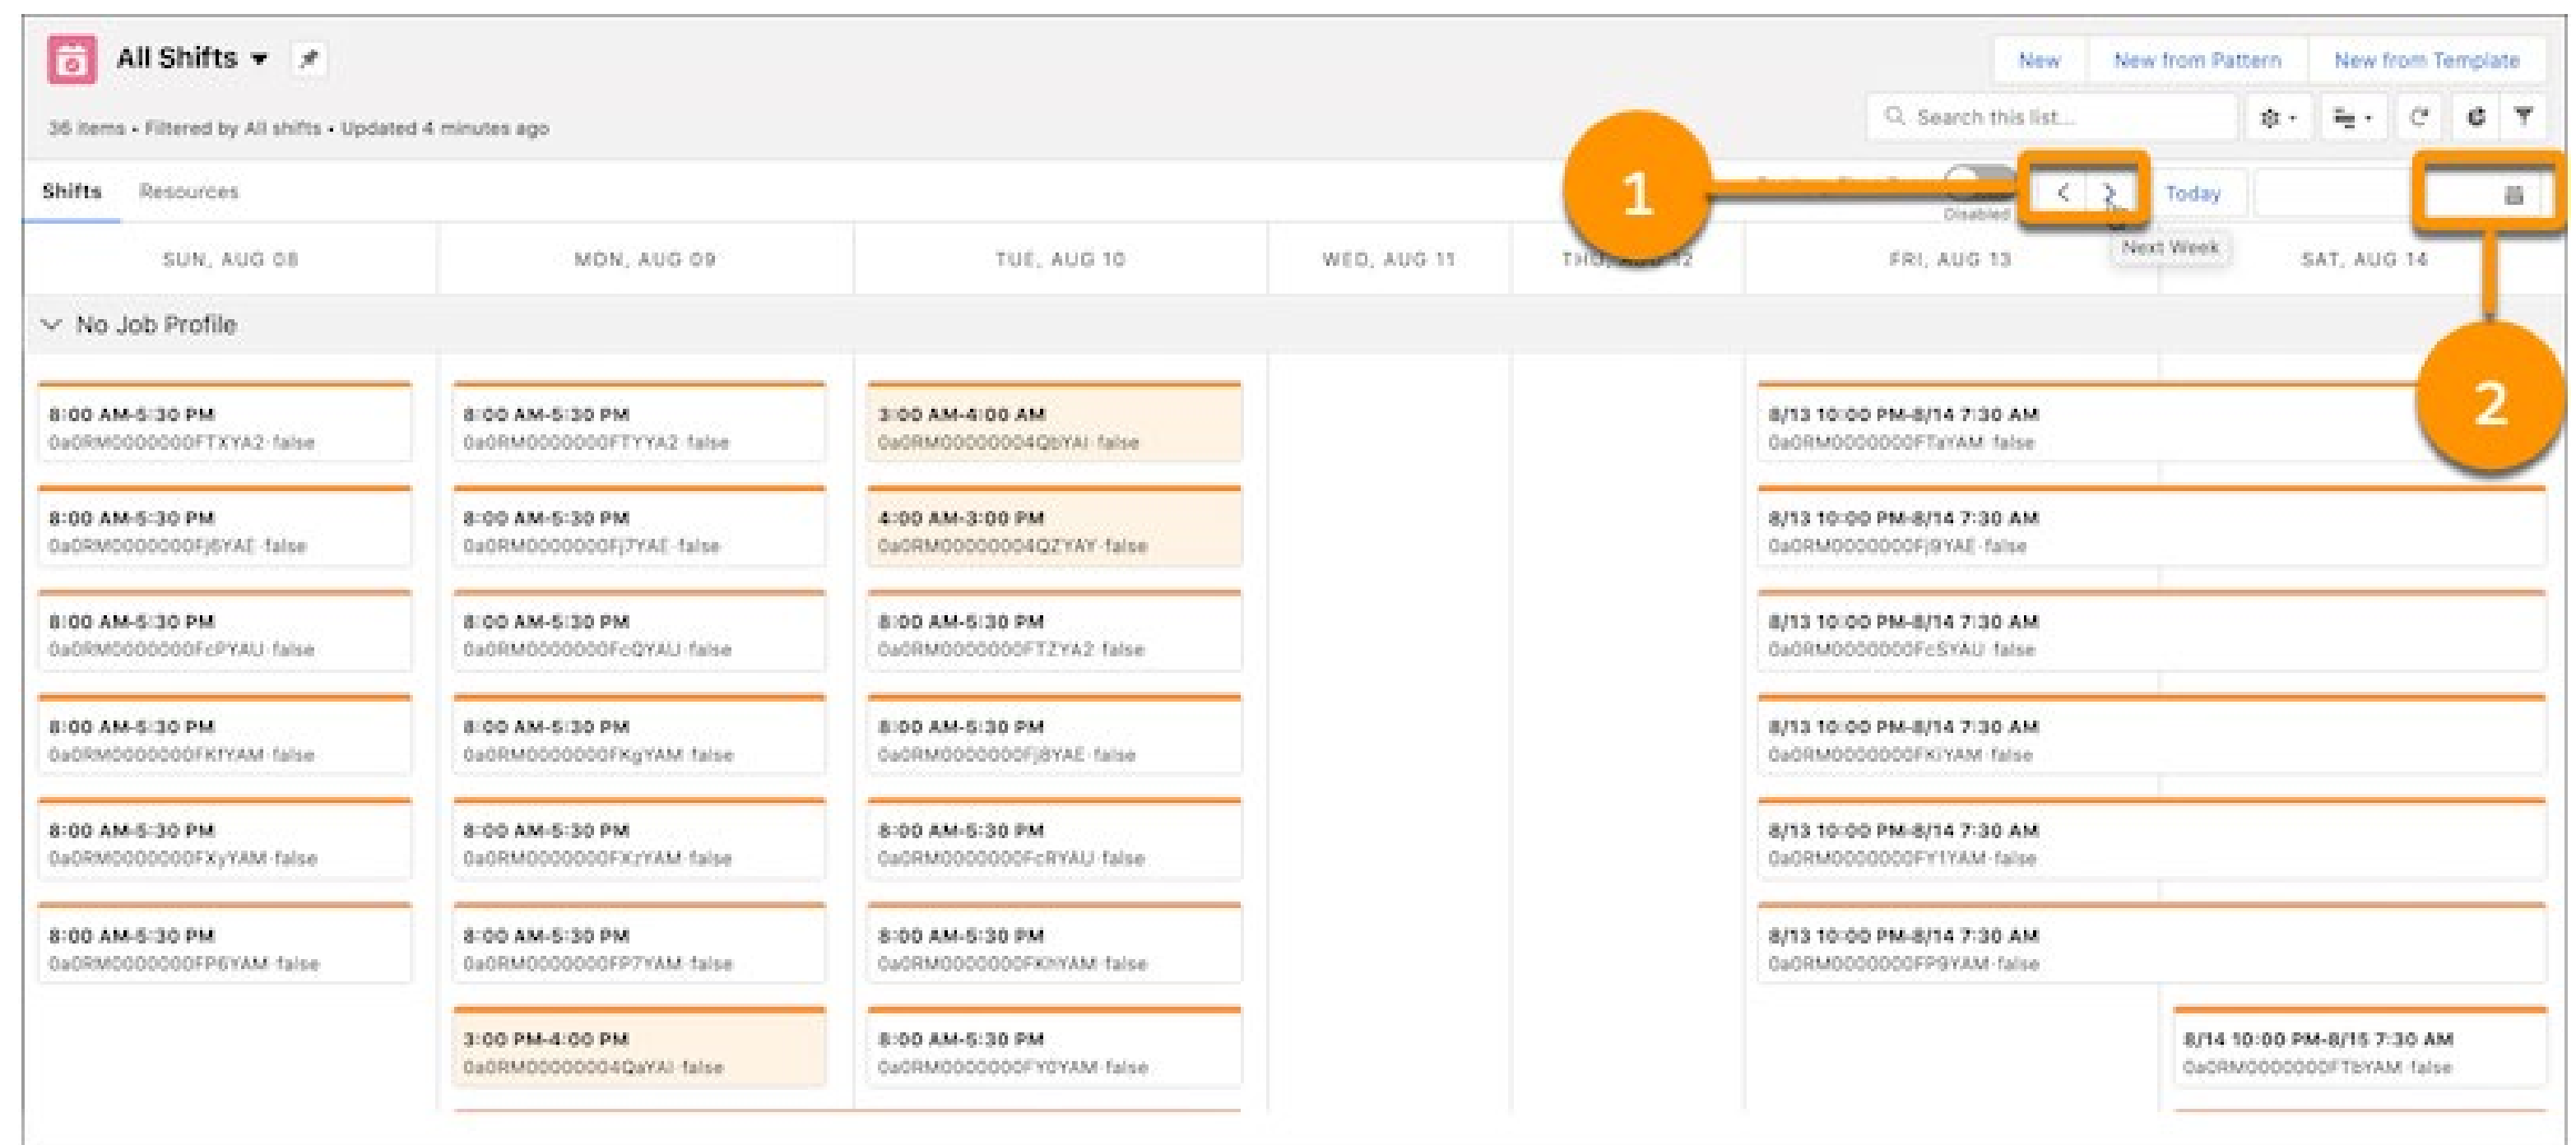 All Shifts
New New from Pattern New from Template
36 items • Filtered by All shifts • Updated 4 minutes ago
Search this list...
1
Shifts Resources
Disabled
Today
Next Week
SUN, AUG 08 MON, AUG 09 TUE, AUG 10 WED, AUG 11 FRI, AUG 13 SAT, AUG 14
No Job Profile
2
8:00 AM-5:30 PM 8:00 AM-5:30 PM 3:00 AM-4:00 AM 8/13 10:00 PM-8/14 7:30 AM
0a0RM0000000FTXYA2·false 0a0RM0000000FTYYA2·false 0a0RM00000004QbYAI·false 0a0RM0000000FTaYAM·false
8:00 AM-5:30 PM 8:00 AM-5:30 PM 4:00 AM-3:00 PM 8/13 10:00 PM-8/14 7:30 AM
0a0RM0000000Fj6YAE·false 0a0RM0000000Fj7YAE·false 0a0RM00000004QZYAY·false 0a0RM0000000Fj9YAE·false
8:00 AM-5:30 PM 8:00 AM-5:30 PM 8:00 AM-5:30 PM 8/13 10:00 PM-8/14 7:30 AM
0a0RM0000000FcPYAU·false 0a0RM0000000FcQYAU·false 0a0RM0000000FTZYA2·false 0a0RM0000000FcSYAU·false
8:00 AM-5:30 PM 8:00 AM-5:30 PM 8:00 AM-5:30 PM 8/13 10:00 PM-8/14 7:30 AM
0a0RM0000000FKfYAM·false 0a0RM0000000FKgYAM·false 0a0RM0000000Fj8YAE·false 0a0RM0000000FKiYAM·false
8:00 AM-5:30 PM 8:00 AM-5:30 PM 8:00 AM-5:30 PM 8/13 10:00 PM-8/14 7:30 AM
0a0RM0000000FXyYAM·false 0a0RM0000000FXzYAM·false 0a0RM0000000FcRYAU·false 0a0RM0000000FY1YAM·false
8:00 AM-5:30 PM 8:00 AM-5:30 PM 8:00 AM-5:30 PM 8/13 10:00 PM-8/14 7:30 AM
0a0RM0000000FP6YAM·false 0a0RM0000000FP7YAM·false 0a0RM0000000FKhYAM·false 0a0RM0000000FP9YAM·false
3:00 PM-4:00 PM 8:00 AM-5:30 PM 8/14 10:00 PM-8/15 7:30 AM
0a0RM00000004QaYAI·false 0a0RM0000000FY0YAM·false 0a0RM0000000FTbYAM·false